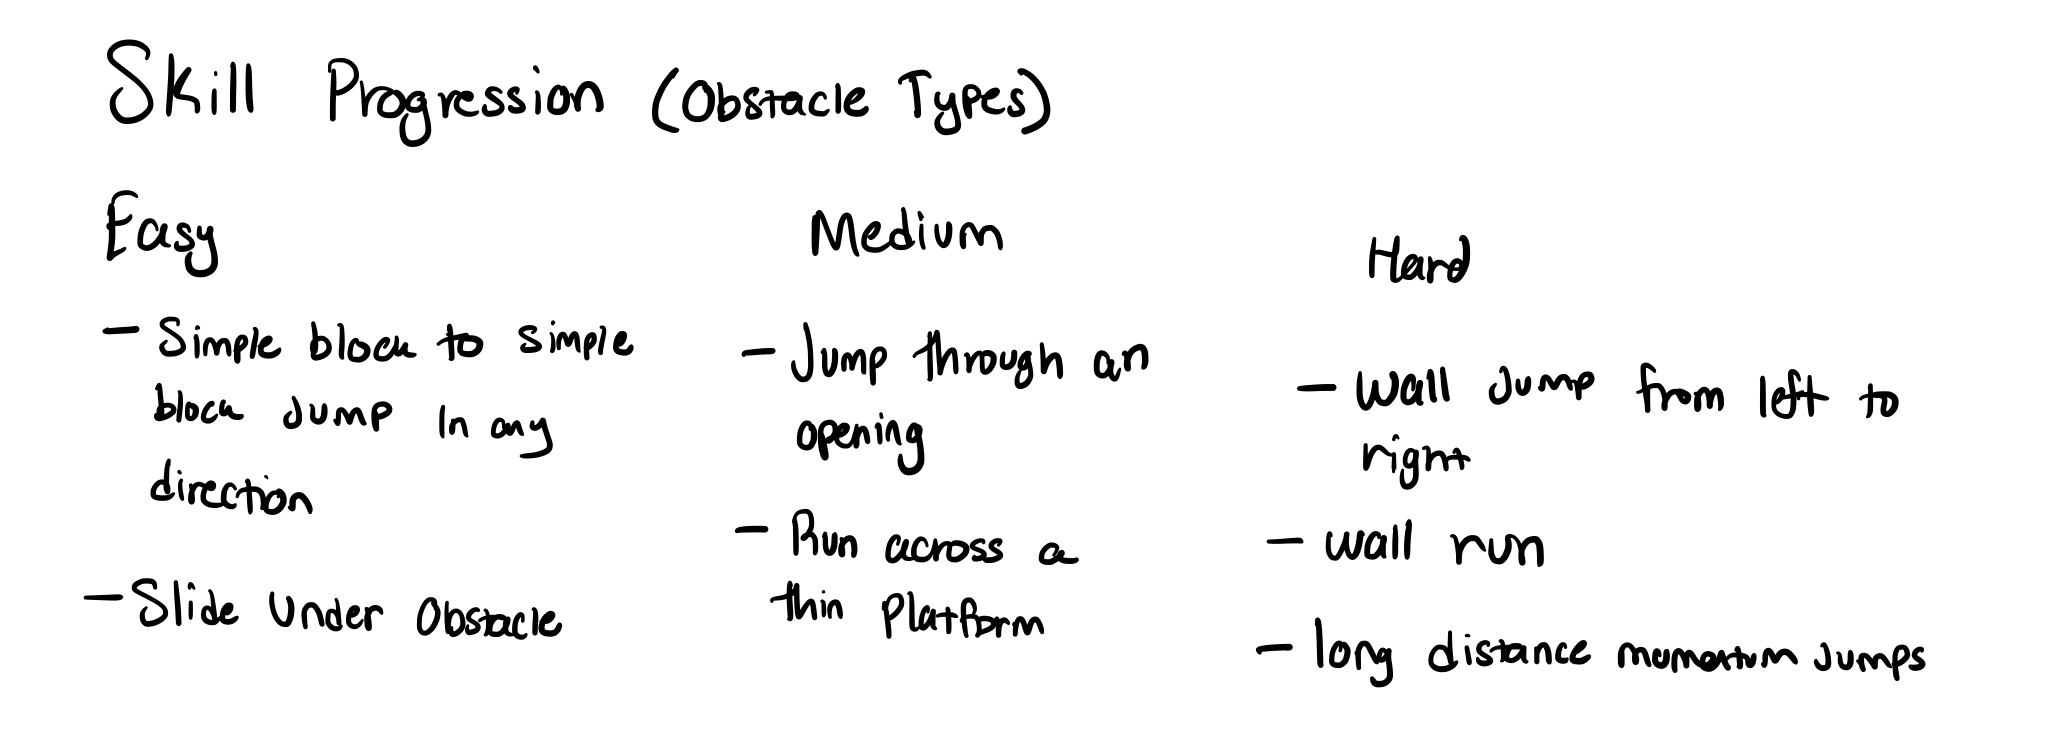 Skill Progression (Obstacle Types)
Easy
- Simple block to simple
block jump in any
direction
- Slide under obstacle
Medium
- Jump through an
opening
- Run across a
thin platform
Hard
- wall jump from left to
right
- wall run
- long distance momentum jumps